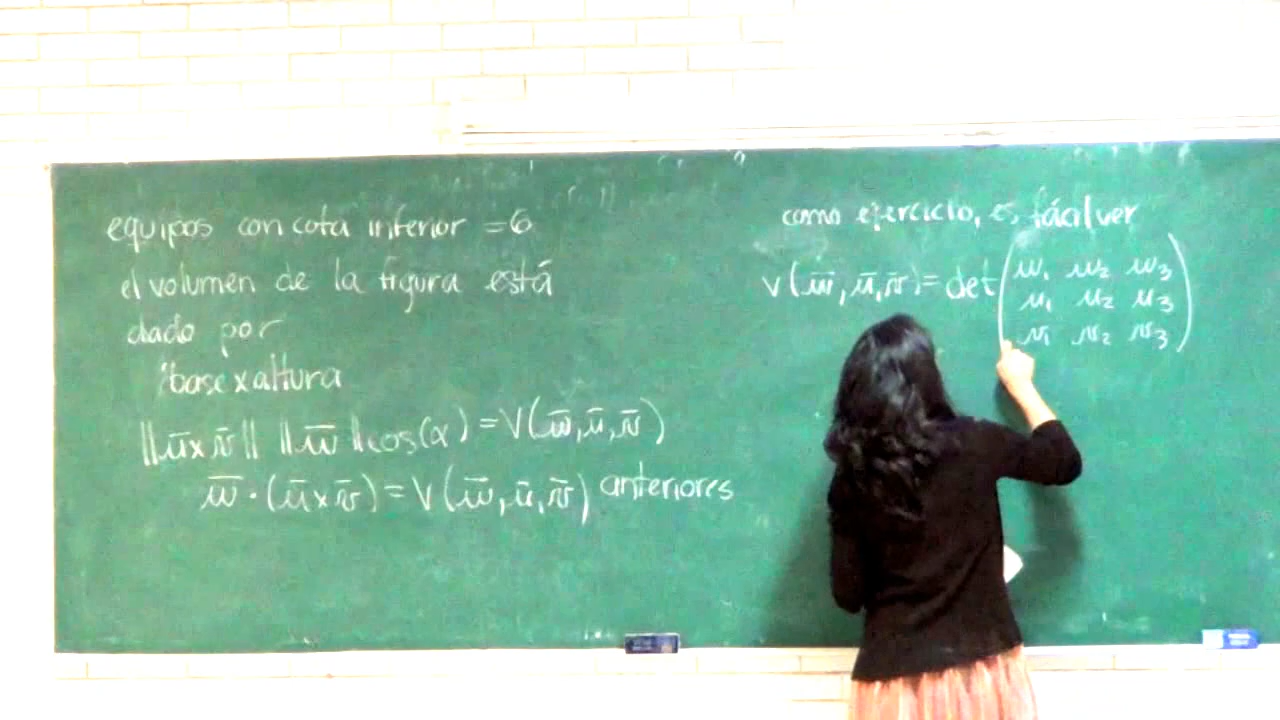 equipos con cota inferior = 6
el volumen de la figura está
dado por
base x altura
||ū x v̄|| ||w̄|| cos(α) = V(w̄, ū, v̄)
w̄ · (ū x v̄) = V(w̄, ū, v̄) anteriores
como ejercicio, es fácil ver
V(w̄, ū, v̄) = det
w₁ w₂ w₃
u₁ u₂ u₃
v₁ v₂ v₃